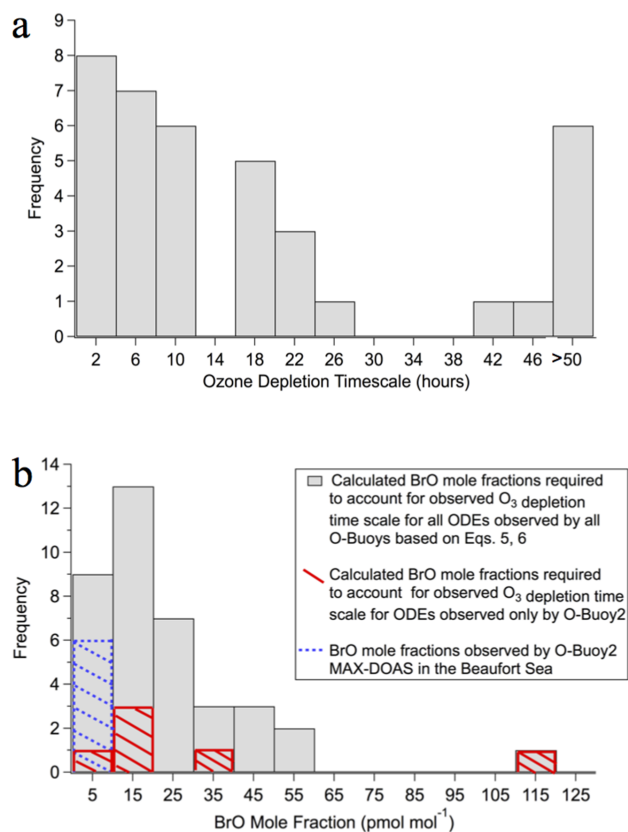 a
9
8
7
6
5
4
3
2
1
0
Frequency
2 6 10 14 18 22 26 30 34 38 42 46 >50
Ozone Depletion Timescale (hours)
b
14
12
10
8
6
4
2
0
Frequency
Calculated BrO mole fractions required
to account for observed O₃ depletion
time scale for all ODEs observed by all
O-Buoys based on Eqs. 5, 6
Calculated BrO mole fractions required
to account for observed O₃ depletion time
scale for ODEs observed only by O-Buoy2
BrO mole fractions observed by O-Buoy2
MAX-DOAS in the Beaufort Sea
5 15 25 35 45 55 65 75 85 95 105 115 125
BrO Mole Fraction (pmol mol⁻¹)